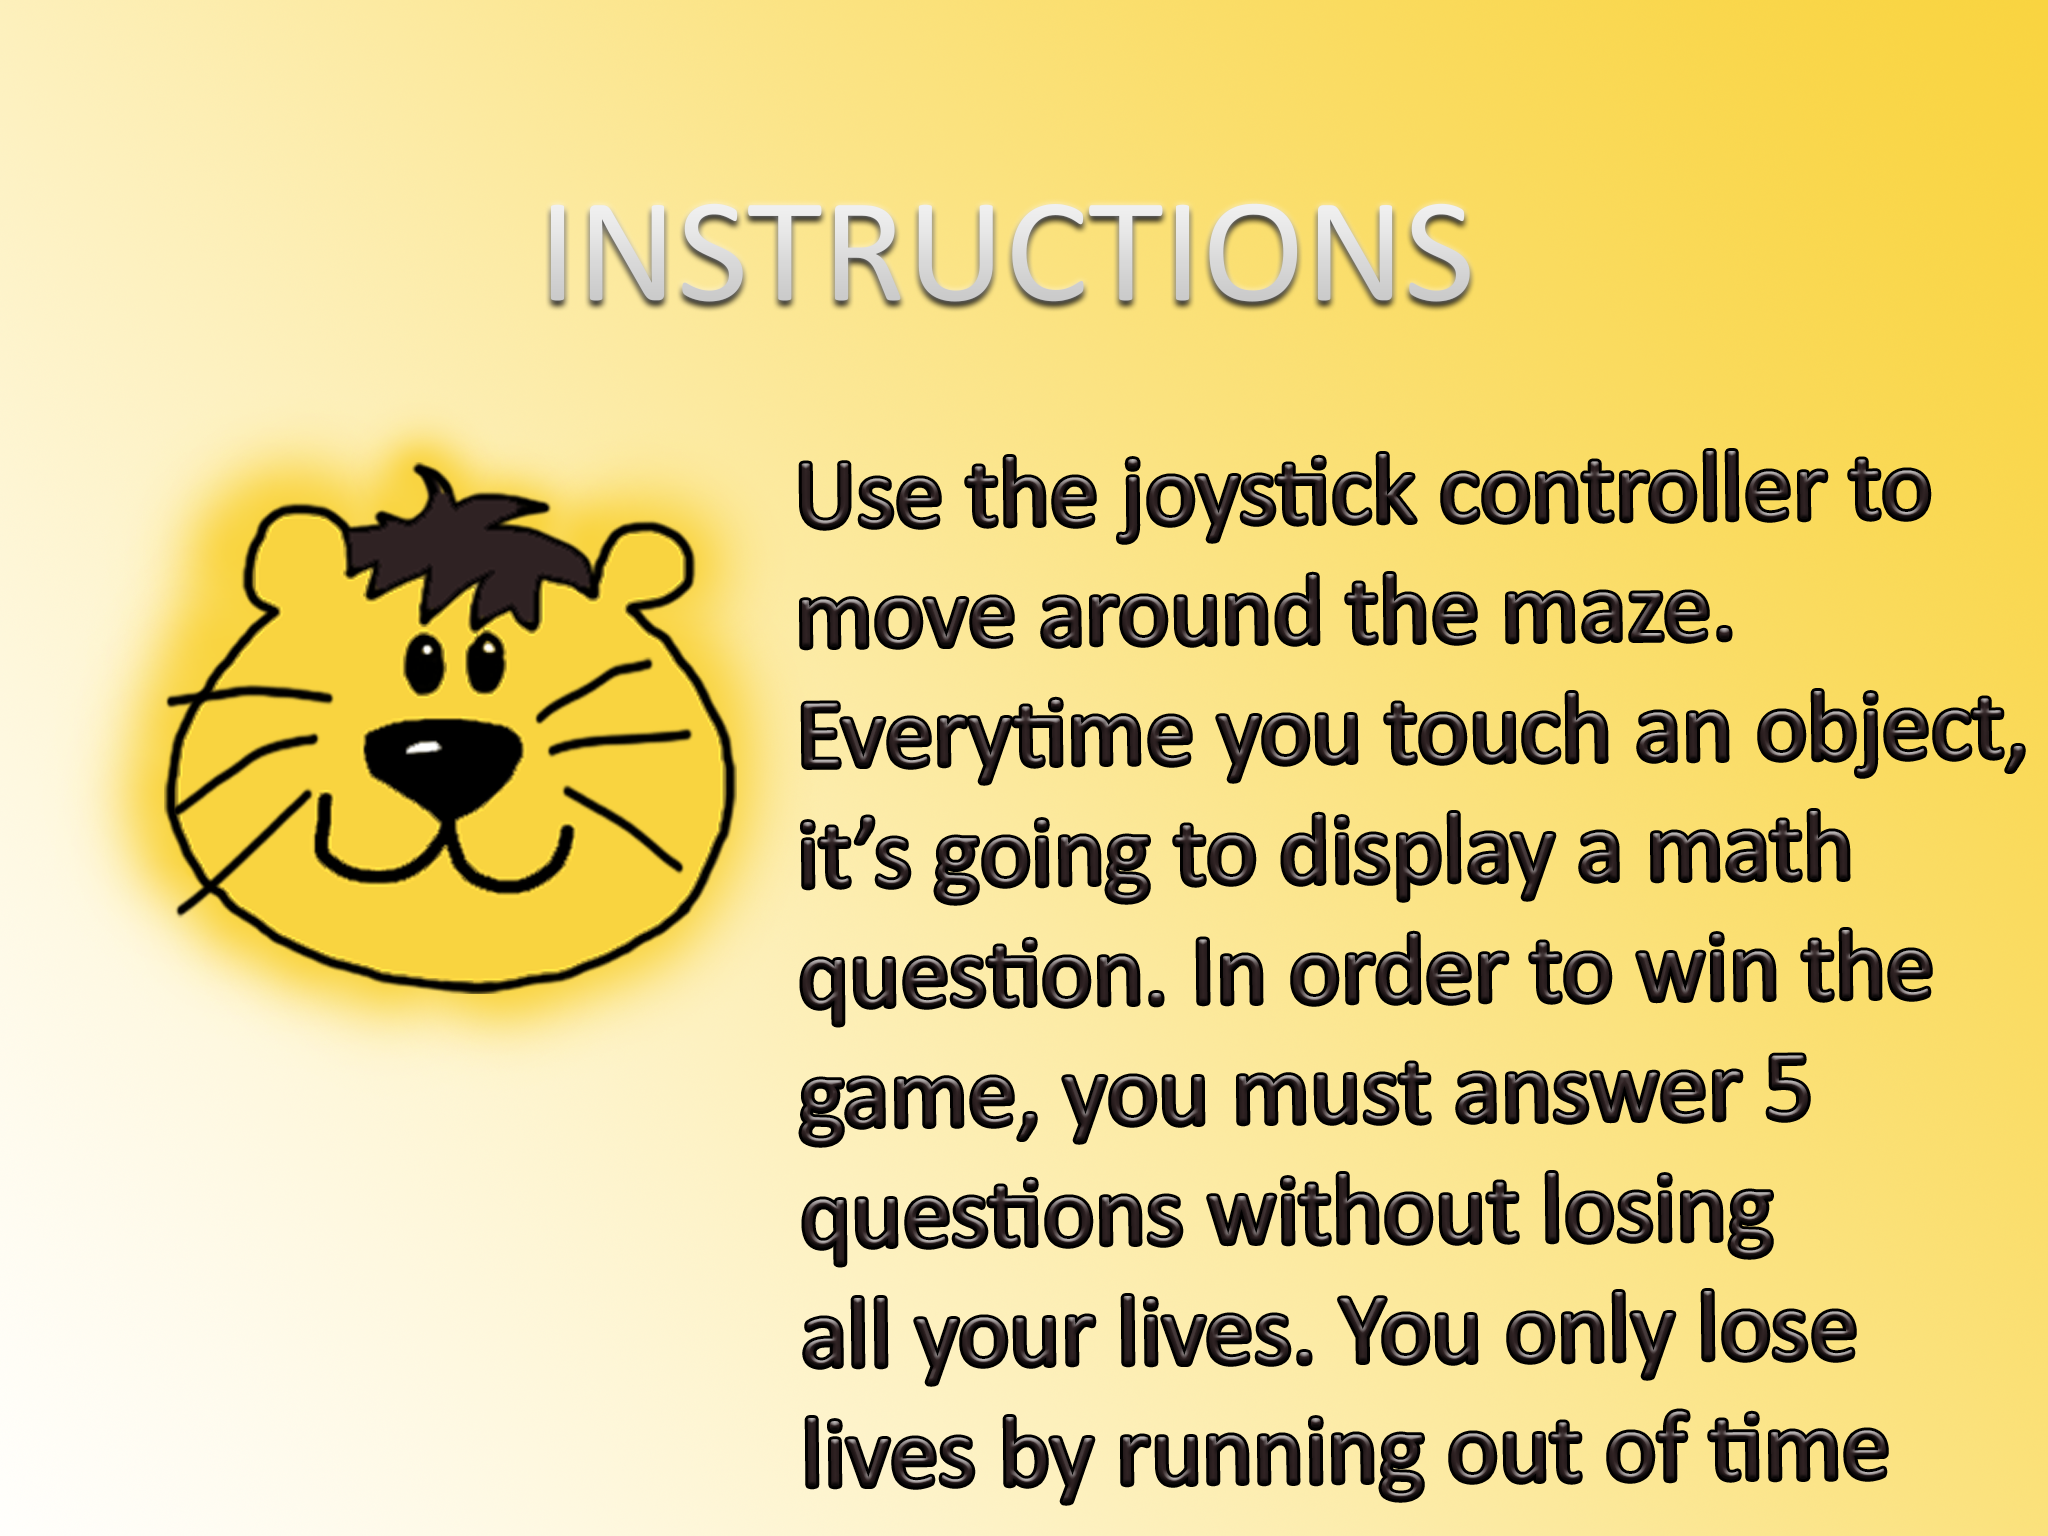 INSTRUCTIONS
Use the joystick controller to
move around the maze.
Everytime you touch an object,
it’s going to display a math
question. In order to win the
game, you must answer 5
questions without losing
all your lives. You only lose
lives by running out of time